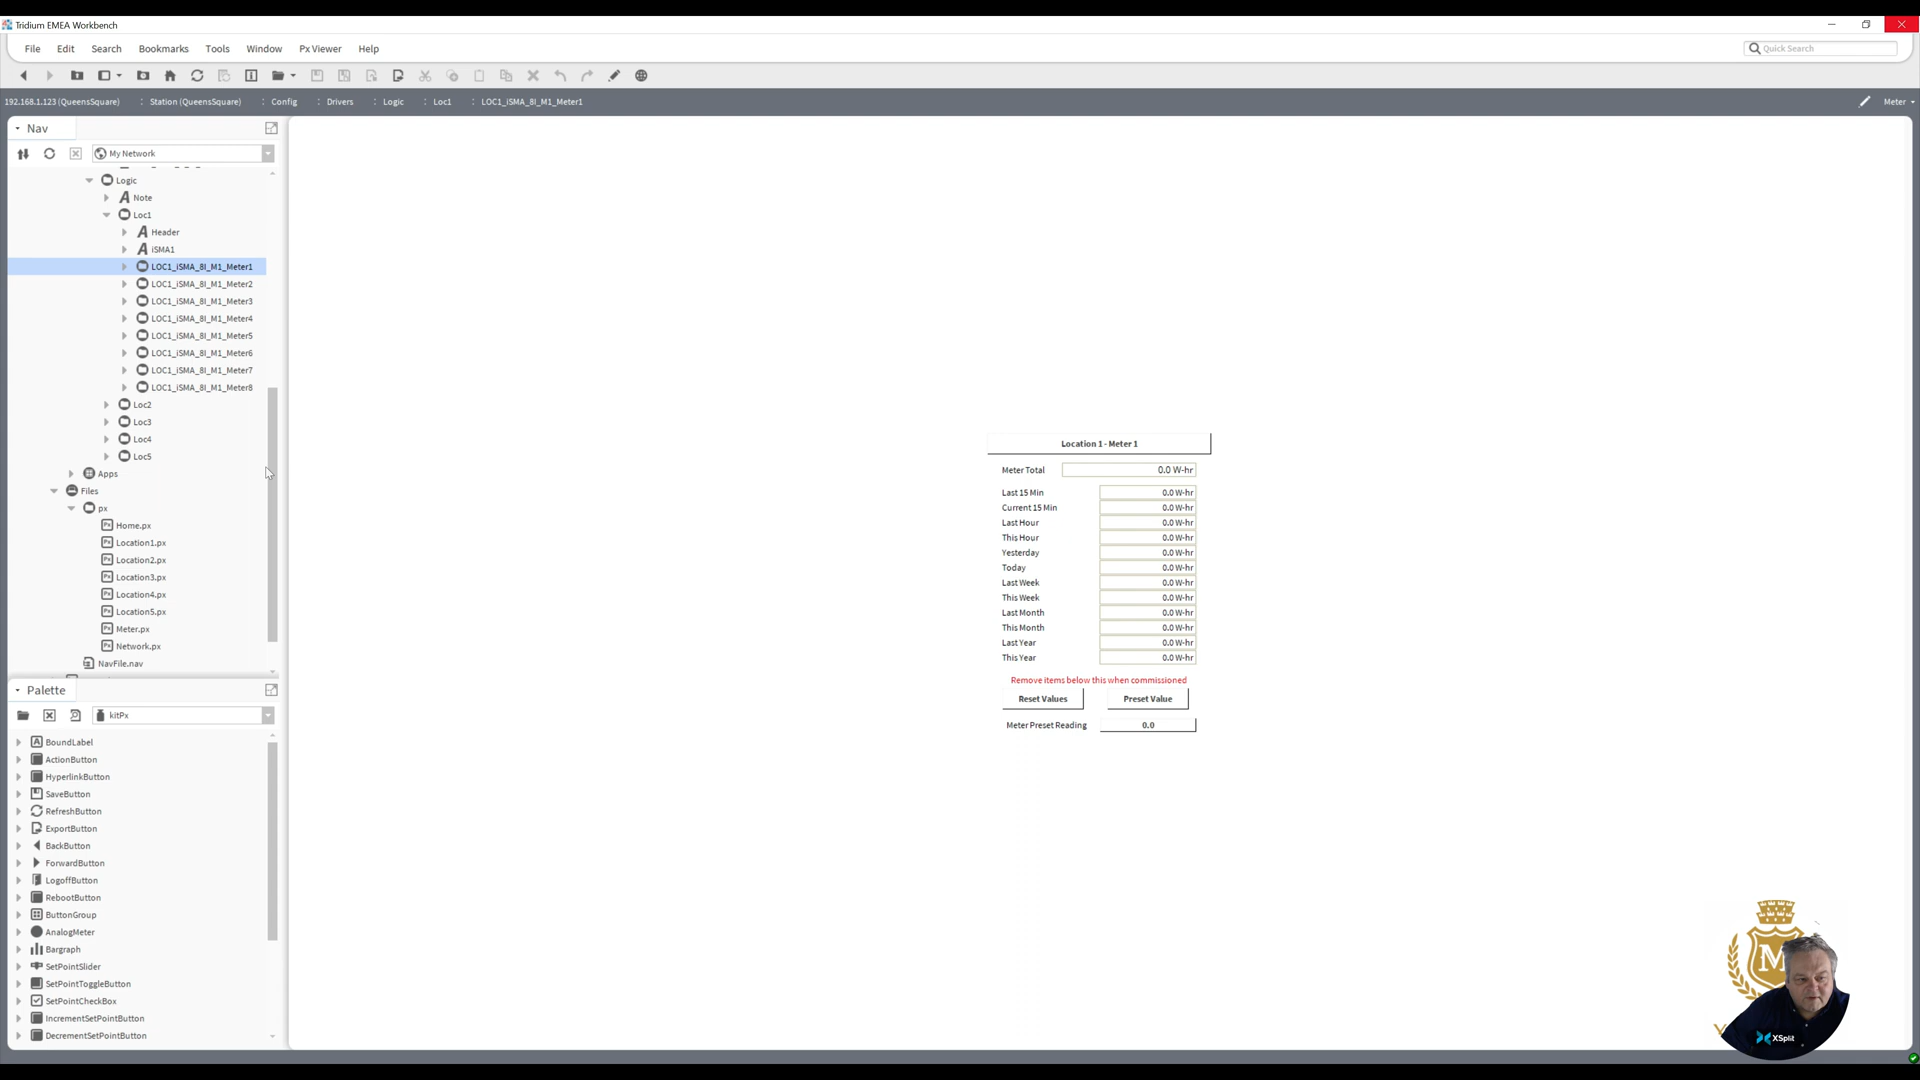 Tridium EMEA Workbench
File Edit Search Bookmarks Tools Window Px Viewer Help
Quick Search
192.168.1.123 (QueensSquare) : Station (QueensSquare) : Config : Drivers : Logic : Loc1 : LOC1_iSMA_8I_M1_Meter1
Meter
Nav
My Network
Logic
Note
Loc1
Header
iSMA1
LOC1_iSMA_8I_M1_Meter1
LOC1_iSMA_8I_M1_Meter2
LOC1_iSMA_8I_M1_Meter3
LOC1_iSMA_8I_M1_Meter4
LOC1_iSMA_8I_M1_Meter5
LOC1_iSMA_8I_M1_Meter6
LOC1_iSMA_8I_M1_Meter7
LOC1_iSMA_8I_M1_Meter8
Loc2
Loc3
Loc4
Loc5
Apps
Files
px
Home.px
Location1.px
Location2.px
Location3.px
Location4.px
Location5.px
Meter.px
Network.px
NavFile.nav
Palette
kitPx
BoundLabel
ActionButton
HyperlinkButton
SaveButton
RefreshButton
ExportButton
BackButton
ForwardButton
LogoffButton
RebootButton
ButtonGroup
AnalogMeter
Bargraph
SetPointSlider
SetPointToggleButton
SetPointCheckBox
IncrementSetPointButton
DecrementSetPointButton
Location 1 - Meter 1
Meter Total 0.0 W-hr
Last 15 Min 0.0 W-hr
Current 15 Min 0.0 W-hr
Last Hour 0.0 W-hr
This Hour 0.0 W-hr
Yesterday 0.0 W-hr
Today 0.0 W-hr
Last Week 0.0 W-hr
This Week 0.0 W-hr
Last Month 0.0 W-hr
This Month 0.0 W-hr
Last Year 0.0 W-hr
This Year 0.0 W-hr
Remove items below this when commissioned
Reset Values Preset Value
Meter Preset Reading 0.0
XSplit